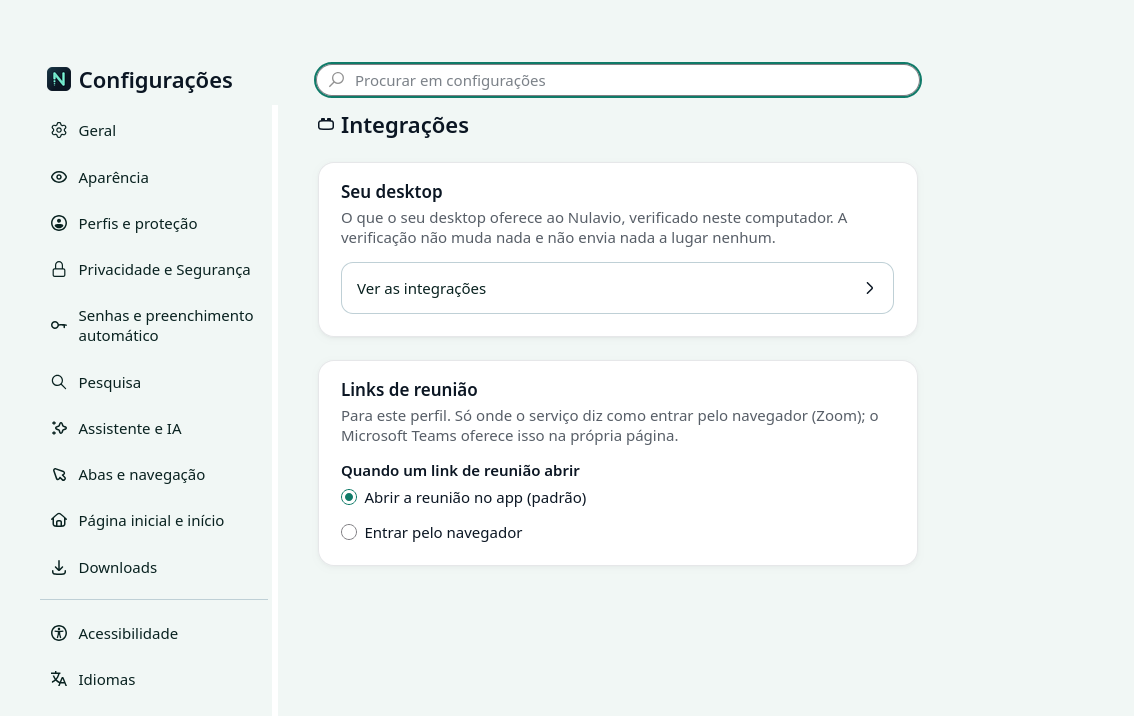 Configurações
Procurar em configurações
Geral
Aparência
Perfis e proteção
Privacidade e Segurança
Senhas e preenchimento
automático
Pesquisa
Assistente e IA
Abas e navegação
Página inicial e início
Downloads
Acessibilidade
Idiomas
Integrações
Seu desktop
O que o seu desktop oferece ao Nulavio, verificado neste computador. A
verificação não muda nada e não envia nada a lugar nenhum.
Ver as integrações
Links de reunião
Para este perfil. Só onde o serviço diz como entrar pelo navegador (Zoom); o
Microsoft Teams oferece isso na própria página.
Quando um link de reunião abrir
Abrir a reunião no app (padrão)
Entrar pelo navegador